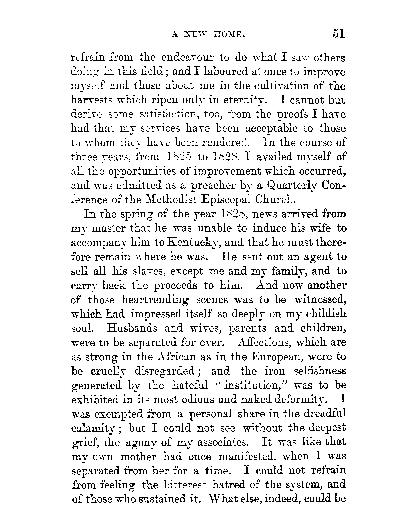 A NEW HOME. 51
refrain from the endeavour to do what I saw others
doing in this field; and I laboured at once to improve
myself and those about me in the cultivation of the
harvests which ripen only in eternity. I cannot but
derive some satisfaction, too, from the proofs I have
had that my services have been acceptable to those
to whom they have been rendered. In the course of
three years, from 1825 to 1828, I availed myself of
all the opportunities of improvement which occurred,
and was admitted as a preacher by a Quarterly Con-
ference of the Methodist Episcopal Church.
In the spring of the year 1828, news arrived from
my master that he was unable to induce his wife to
accompany him to Kentucky, and that he must there-
fore remain where he was. He sent out an agent to
sell all his slaves, except me and my family, and to
carry back the proceeds to him. And now another
of those heartrending scenes was to be witnessed,
which had impressed itself so deeply on my childish
soul. Husbands and wives, parents and children,
were to be separated for ever. Affections, which are
as strong in the African as in the European, were to
be cruelly disregarded; and the iron selfishness
generated by the hateful "institution," was to be
exhibited in its most odious and naked deformity. I
was exempted from a personal share in the dreadful
calamity; but I could not see without the deepest
grief, the agony of my associates. It was like that
my own mother had once manifested, when I was
separated from her for a time. I could not refrain
from feeling the bitterest hatred of the system, and
of those who sustained it. What else, indeed, could be